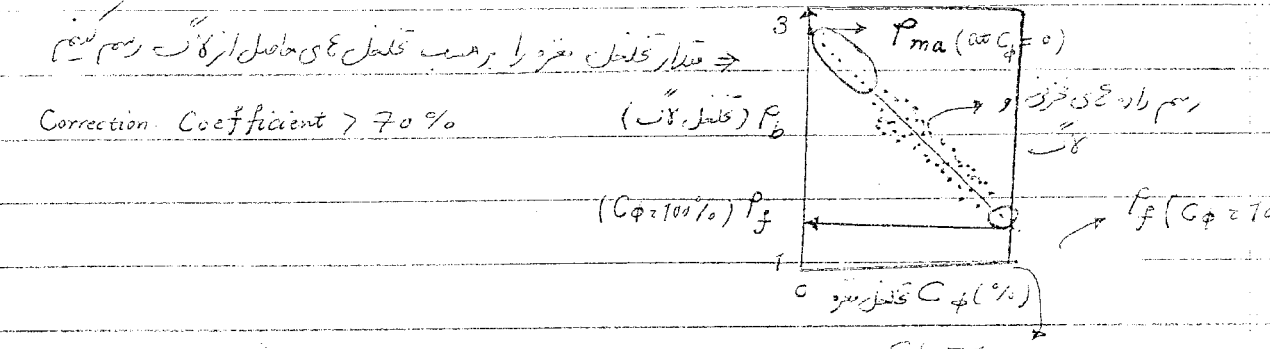 ⇒ مقدار تخلخل مغزه را برحسب تخلخل های حاصل از لاگ رسم کنیم
Correction Coefficient > 70 %
3
ρma (at Cφ = 0)
رسم داده های مغزه و
لاگ
(تخلخل لاگ) ρb
(Cφ = 100%) ρf
ρf (Cφ = 10
1
0
تخلخل مغزه Cφ (%)